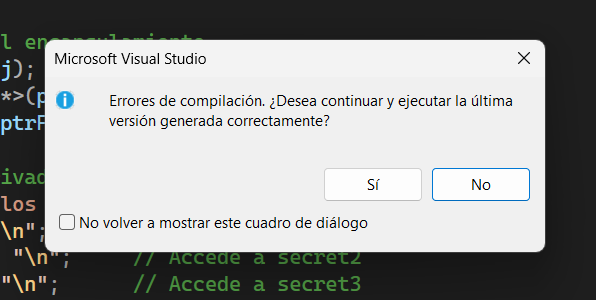 l encapsulamiento
Microsoft Visual Studio
j);
*>(p
Errores de compilación. ¿Desea continuar y ejecutar la última
versión generada correctamente?
ptrF
ivad
Sí
No
los
No volver a mostrar este cuadro de diálogo
\n";
"\n"; // Accede a secret2
"\n"; // Accede a secret3